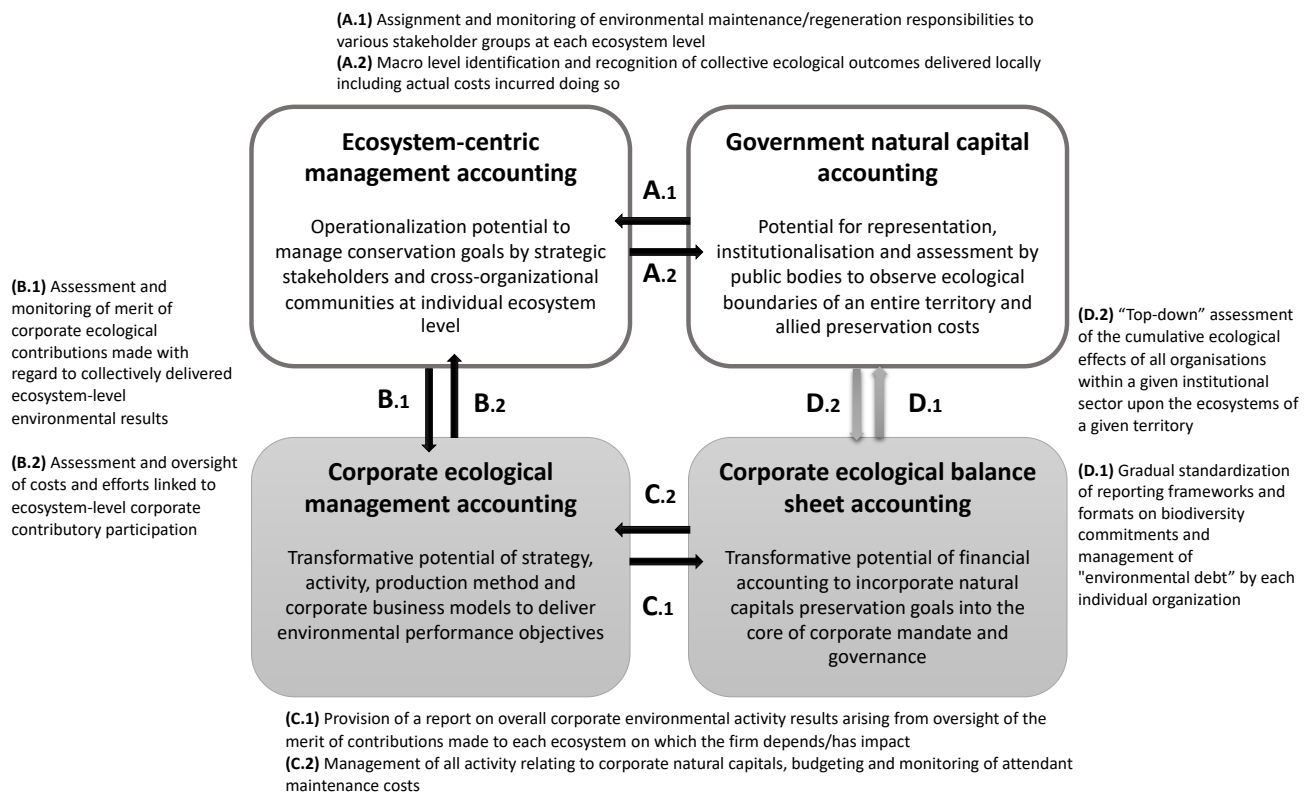 (A.1) Assignment and monitoring of environmental maintenance/regeneration responsibilities to
various stakeholder groups at each ecosystem level
(A.2) Macro level identification and recognition of collective ecological outcomes delivered locally
including actual costs incurred doing so
Ecosystem-centric
management accounting
Operationalization potential to
manage conservation goals by strategic
stakeholders and cross-organizational
communities at individual ecosystem
level
A.1
A.2
Government natural capital
accounting
Potential for representation,
institutionalisation and assessment by
public bodies to observe ecological
boundaries of an entire territory and
allied preservation costs
(B.1) Assessment and
monitoring of merit of
corporate ecological
contributions made with
regard to collectively delivered
ecosystem-level
environmental results
(B.2) Assessment and oversight
of costs and efforts linked to
ecosystem-level corporate
contributory participation
B.1
B.2
D.2
D.1
(D.2) “Top-down” assessment
of the cumulative ecological
effects of all organisations
within a given institutional
sector upon the ecosystems of
a given territory
(D.1) Gradual standardization
of reporting frameworks and
formats on biodiversity
commitments and
management of
"environmental debt” by each
individual organization
Corporate ecological
management accounting
Transformative potential of strategy,
activity, production method and
corporate business models to deliver
environmental performance objectives
C.2
C.1
Corporate ecological balance
sheet accounting
Transformative potential of financial
accounting to incorporate natural
capitals preservation goals into the
core of corporate mandate and
governance
(C.1) Provision of a report on overall corporate environmental activity results arising from oversight of the
merit of contributions made to each ecosystem on which the firm depends/has impact
(C.2) Management of all activity relating to corporate natural capitals, budgeting and monitoring of attendant
maintenance costs